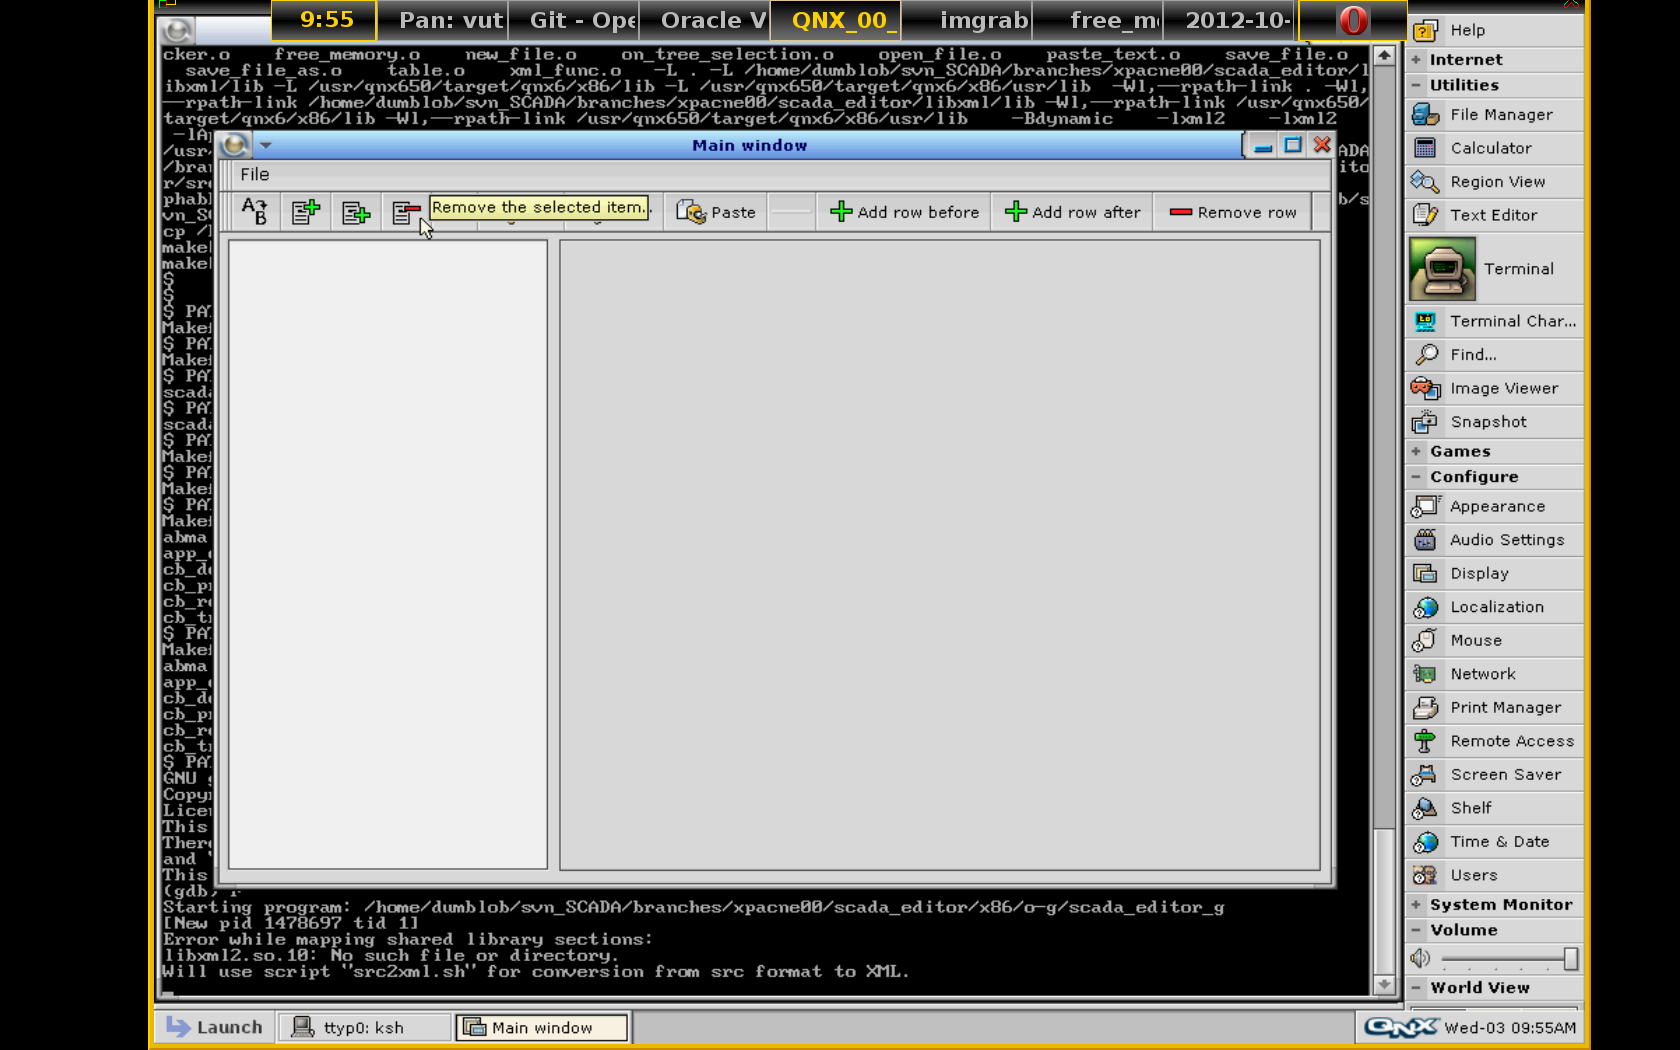 9:55 Pan: vut Git - Ope Oracle V QNX_00_ imgrab free_m 2012-10-
cker.o free_memory.o new_file.o on_tree_selection.o open_file.o paste_text.o save_file.o
save_file_as.o table.o xml_func.o -L . -L /home/dumblob/svn_SCADA/branches/xpacne00/scada_editor/l
ibxml/lib -L /usr/qnx650/target/qnx6/x86/lib -L /usr/qnx650/target/qnx6/x86/usr/lib -Wl,--rpath-link . -Wl,
--rpath-link /home/dumblob/svn_SCADA/branches/xpacne00/scada_editor/libxml/lib -Wl,--rpath-link /usr/qnx650/
target/qnx6/x86/lib -Wl,--rpath-link /usr/qnx650/target/qnx6/x86/usr/lib -Bdynamic -lxml2 -lxml2
-lA
/usr
/bra
r/sr
phab
vn_S
cp /
make
make
$
$
$ PA
Make
$ PA
Make
$ PA
scad
$ PA
scad
$ PA
Make
$ PA
Make
$ PA
Make
abma
app_
cb_d
cb_p
cb_r
cb_t
$ PA
Make
abma
app_
cb_d
cb_p
cb_r
cb_t
$ PA
GNU
Copy
Lice
This
Ther
and
This
(gdb) r
ADA
ito
b/s
Main window
File
A B
Remove the selected item.
Paste
Add row before
Add row after
Remove row
Starting program: /home/dumblob/svn_SCADA/branches/xpacne00/scada_editor/x86/o-g/scada_editor_g
[New pid 1478697 tid 1]
Error while mapping shared library sections:
libxml2.so.10: No such file or directory.
Will use script "src2xml.sh" for conversion from src format to XML.
Help
+ Internet
- Utilities
File Manager
Calculator
Region View
Text Editor
Terminal
Terminal Char...
Find...
Image Viewer
Snapshot
+ Games
- Configure
Appearance
Audio Settings
Display
Localization
Mouse
Network
Print Manager
Remote Access
Screen Saver
Shelf
Time & Date
Users
+ System Monitor
- Volume
- World View
Launch
ttyp0: ksh
Main window
QNX Wed-03 09:55AM